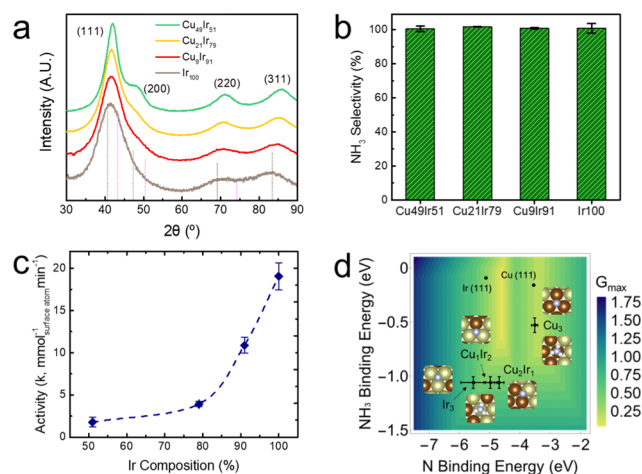 a
Intensity (A.U.)
(111)
(200)
(220)
(311)
Cu₄₉Ir₅₁
Cu₂₁Ir₇₉
Cu₉Ir₉₁
Ir₁₀₀
30 40 50 60 70 80 90
2θ (º)
b
NH₃ Selectivity (%)
100
80
60
40
20
0
Cu49Ir51 Cu21Ir79 Cu9Ir91 Ir100
c
Activity (k, mmol⁻¹surface atom min⁻¹)
20
15
10
5
0
50 60 70 80 90 100
Ir Composition (%)
d
NH₃ Binding Energy (eV)
0
−0.5
−1.0
−1.5
Ir (111)
Cu (111)
Cu₃
Cu₁Ir₂
Cu₂Ir₁
Ir₃
−7 −6 −5 −4 −3 −2
N Binding Energy (eV)
Gmax
1.75
1.50
1.25
1.00
0.75
0.50
0.25
0